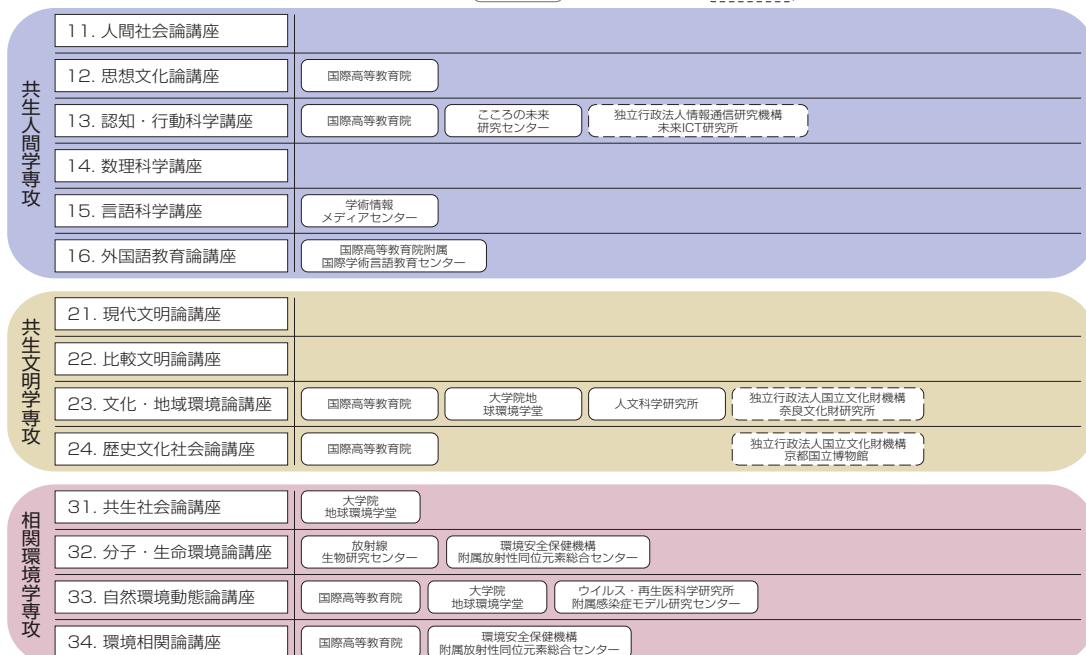 共生人間学専攻
11. 人間社会論講座
12. 思想文化論講座
国際高等教育院
13. 認知・行動科学講座
国際高等教育院
こころの未来
研究センター
独立行政法人情報通信研究機構
未来ICT研究所
14. 数理科学講座
15. 言語科学講座
学術情報
メディアセンター
16. 外国語教育論講座
国際高等教育院附属
国際学術言語教育センター
共生文明学専攻
21. 現代文明論講座
22. 比較文明論講座
23. 文化・地域環境論講座
国際高等教育院
大学院地
球環境学堂
人文科学研究所
独立行政法人国立文化財機構
奈良文化財研究所
24. 歴史文化社会論講座
国際高等教育院
独立行政法人国立文化財機構
京都国立博物館
相関環境学専攻
31. 共生社会論講座
大学院
地球環境学堂
32. 分子・生命環境論講座
放射線
生物研究センター
環境安全保健機構
附属放射性同位元素総合センター
33. 自然環境動態論講座
国際高等教育院
大学院
地球環境学堂
ウイルス・再生医科学研究所
附属感染症モデル研究センター
34. 環境相関論講座
国際高等教育院
環境安全保健機構
附属放射性同位元素総合センター